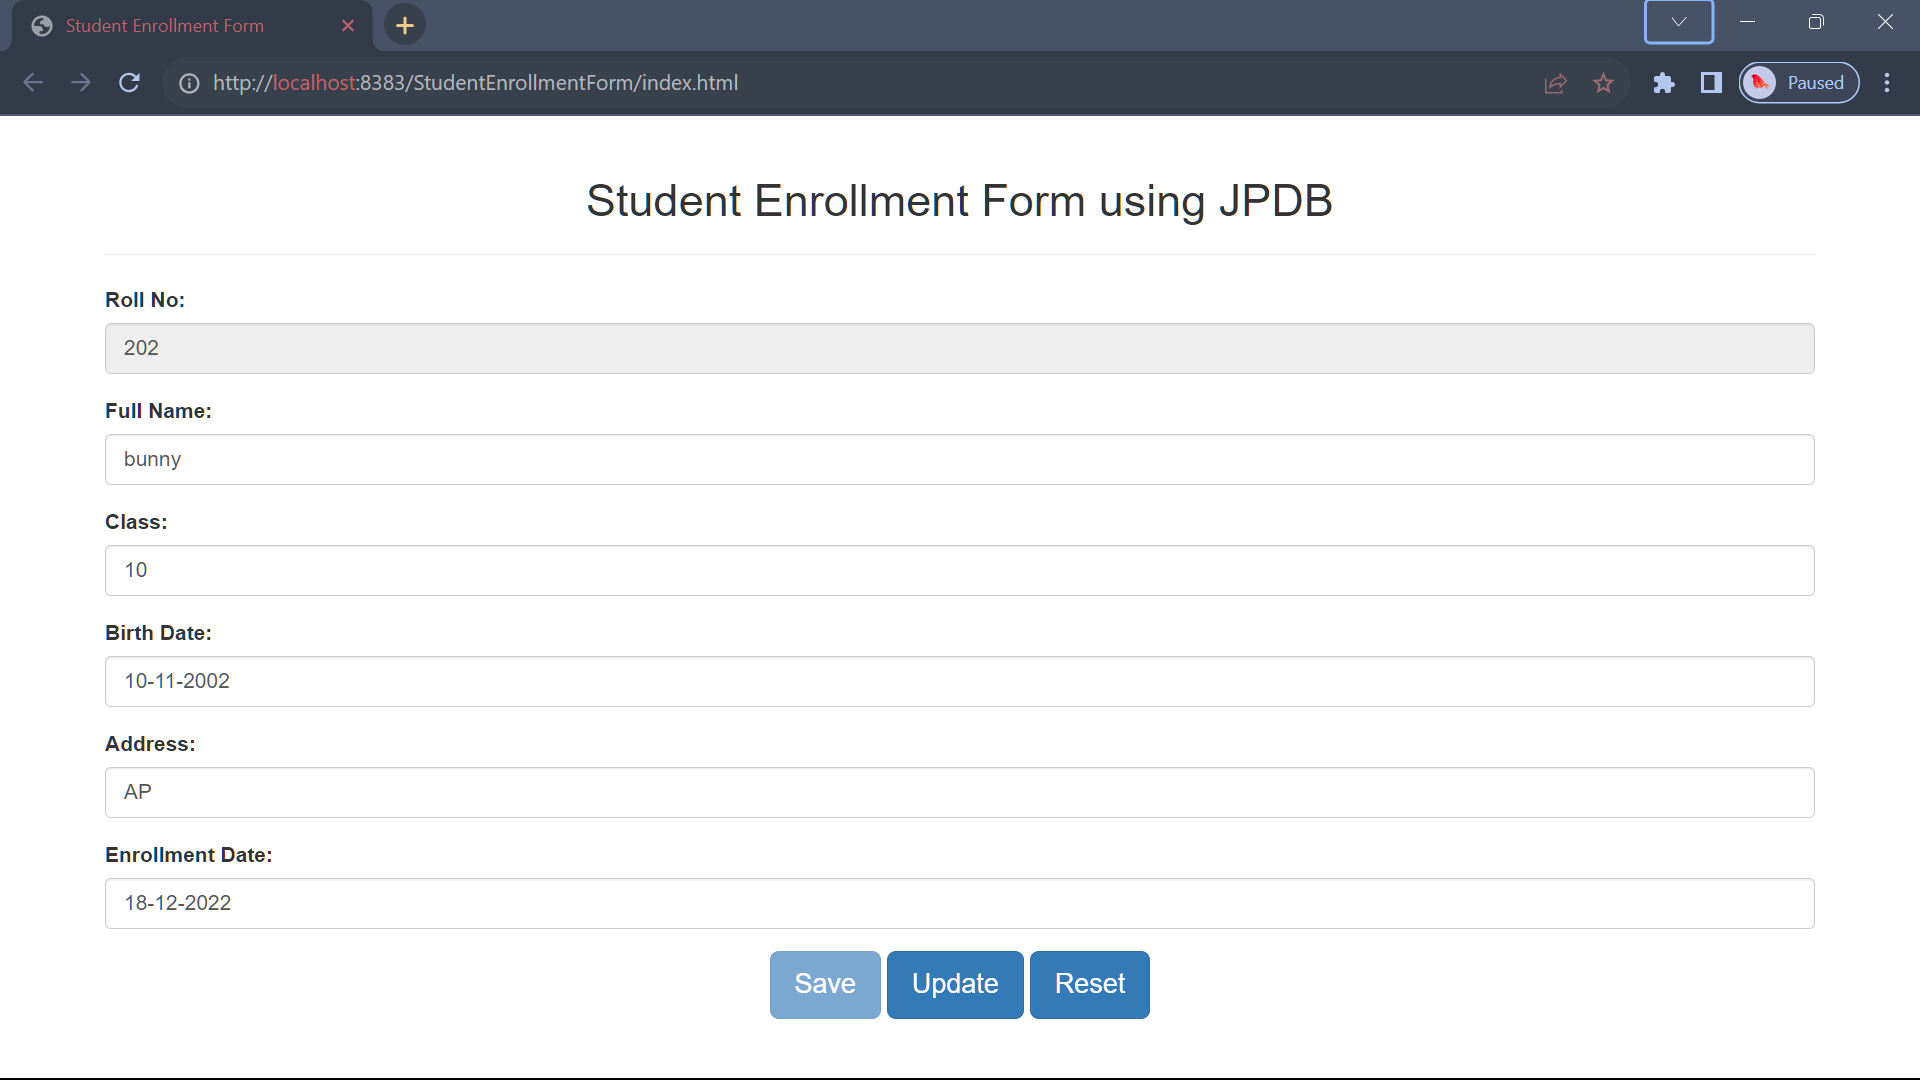 Student Enrollment Form
http://localhost:8383/StudentEnrollmentForm/index.html
Paused
Student Enrollment Form using JPDB
Roll No:
202
Full Name:
bunny
Class:
10
Birth Date:
10-11-2002
Address:
AP
Enrollment Date:
18-12-2022
Save Update Reset